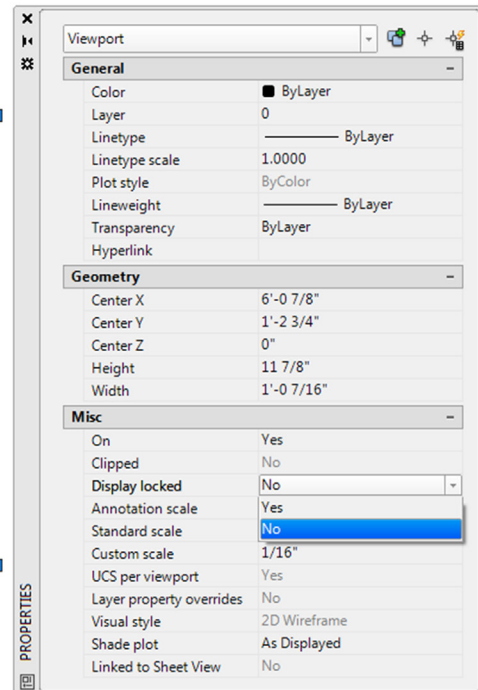 Viewport
General
Color ByLayer
Layer 0
Linetype ByLayer
Linetype scale 1.0000
Plot style ByColor
Lineweight ByLayer
Transparency ByLayer
Hyperlink
Geometry
Center X 6'-0 7/8"
Center Y 1'-2 3/4"
Center Z 0"
Height 11 7/8"
Width 1'-0 7/16"
Misc
On Yes
Clipped No
Display locked No
Annotation scale Yes
Standard scale No
Custom scale 1/16"
UCS per viewport Yes
Layer property overrides No
Visual style 2D Wireframe
Shade plot As Displayed
Linked to Sheet View No
PROPERTIES